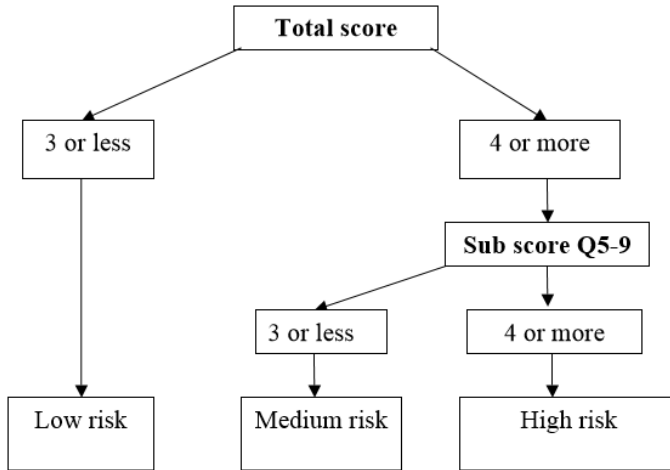 Total score
3 or less
4 or more
Sub score Q5-9
3 or less
4 or more
Low risk
Medium risk
High risk